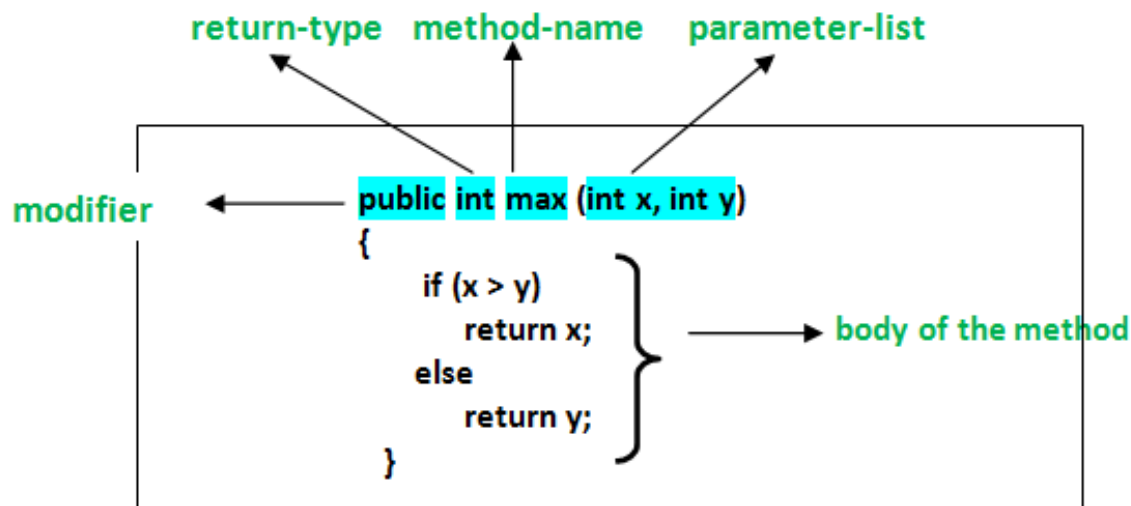 return-type method-name parameter-list
modifier
public int max (int x, int y)
{
if (x > y)
return x;
else
return y;
}
body of the method